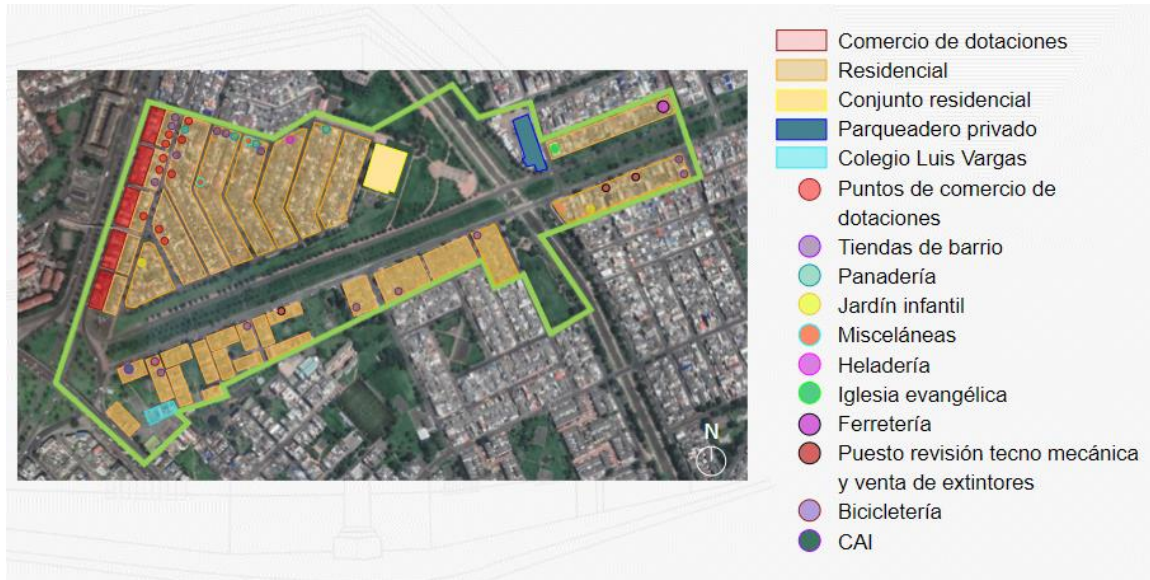 Comercio de dotaciones
Residencial
Conjunto residencial
Parqueadero privado
Colegio Luis Vargas
Puntos de comercio de
dotaciones
Tiendas de barrio
Panadería
Jardín infantil
Misceláneas
Heladería
Iglesia evangélica
Ferretería
Puesto revisión tecno mecánica
y venta de extintores
Bicicletería
CAI
N